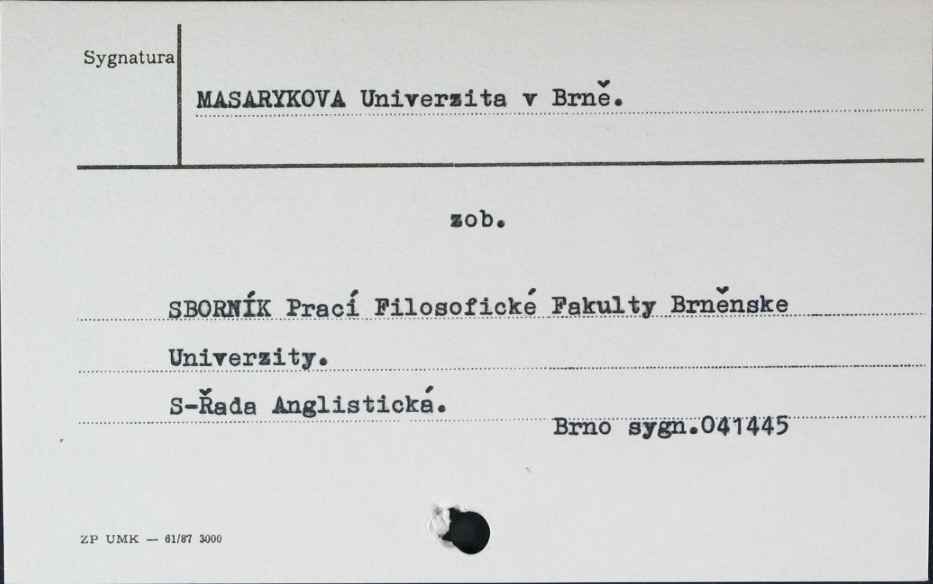 Sygnatura
MASARYKOVA Univerzita v Brně.
zob.
SBORNÍK Prací Filosofické Fakulty Brněnske
Univerzity.
S-Řada Anglistická.
Brno sygn.041445
ZP UMK — 61/87 3000